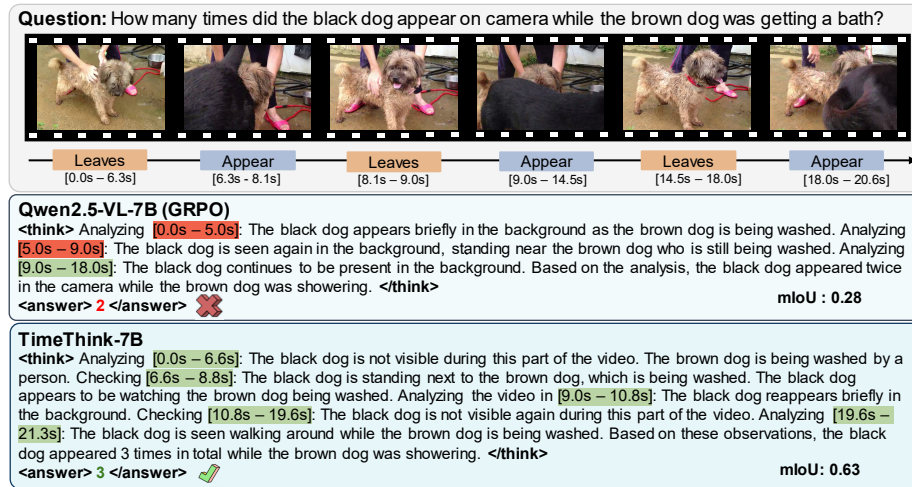 Question: How many times did the black dog appear on camera while the brown dog was getting a bath?
Leaves Appear Leaves Appear Leaves Appear
[0.0s – 6.3s] [6.3s - 8.1s] [8.1s – 9.0s] [9.0s – 14.5s] [14.5s – 18.0s] [18.0s – 20.6s]
Qwen2.5-VL-7B (GRPO)
<think> Analyzing [0.0s – 5.0s]: The black dog appears briefly in the background as the brown dog is being washed. Analyzing
[5.0s – 9.0s]: The black dog is seen again in the background, standing near the brown dog who is still being washed. Analyzing
[9.0s – 18.0s]: The black dog continues to be present in the background. Based on the analysis, the black dog appeared twice
in the camera while the brown dog was showering. </think>
<answer> 2 </answer>
mIoU : 0.28
TimeThink-7B
<think> Analyzing [0.0s – 6.6s]: The black dog is not visible during this part of the video. The brown dog is being washed by a
person. Checking [6.6s – 8.8s]: The black dog is standing next to the brown dog, which is being washed. The black dog
appears to be watching the brown dog being washed. Analyzing the video in [9.0s – 10.8s]: The black dog reappears briefly in
the background. Checking [10.8s – 19.6s]: The black dog is not visible again during this part of the video. Analyzing [19.6s –
21.3s]: The black dog is seen walking around while the brown dog is being washed. Based on these observations, the black
dog appeared 3 times in total while the brown dog was showering. </think>
<answer> 3 </answer>
mIoU: 0.63